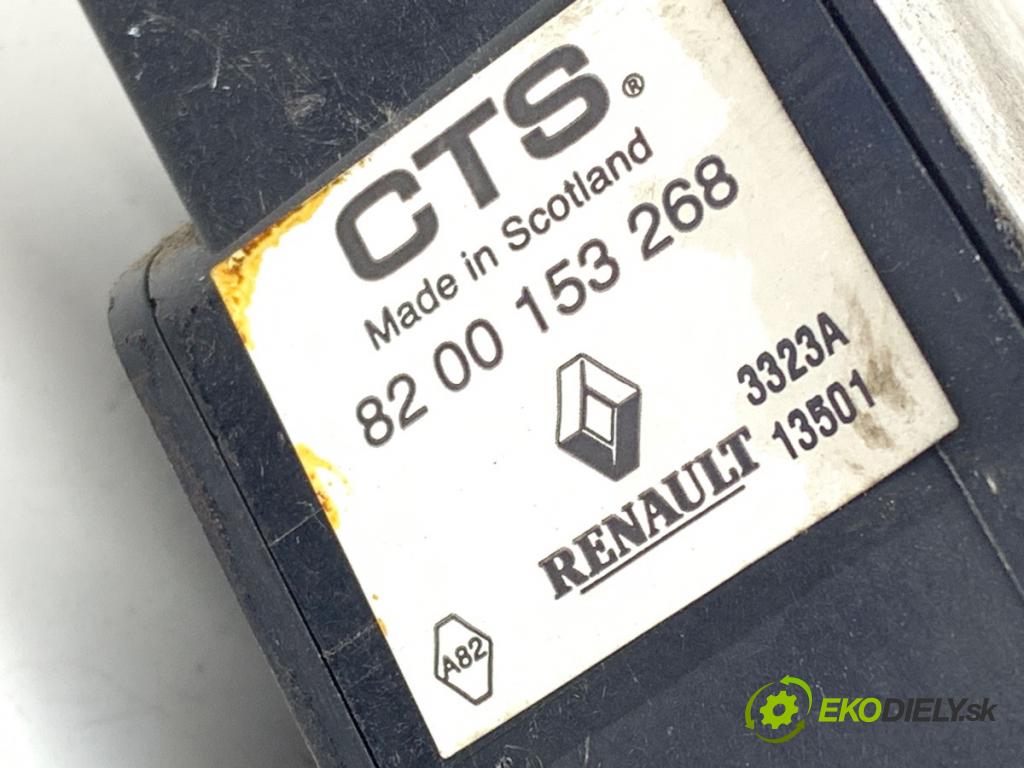 CTS®
Made in Scotland
82 00 153 268
3323A
13501
RENAULT
A82
EKODIELY.sk